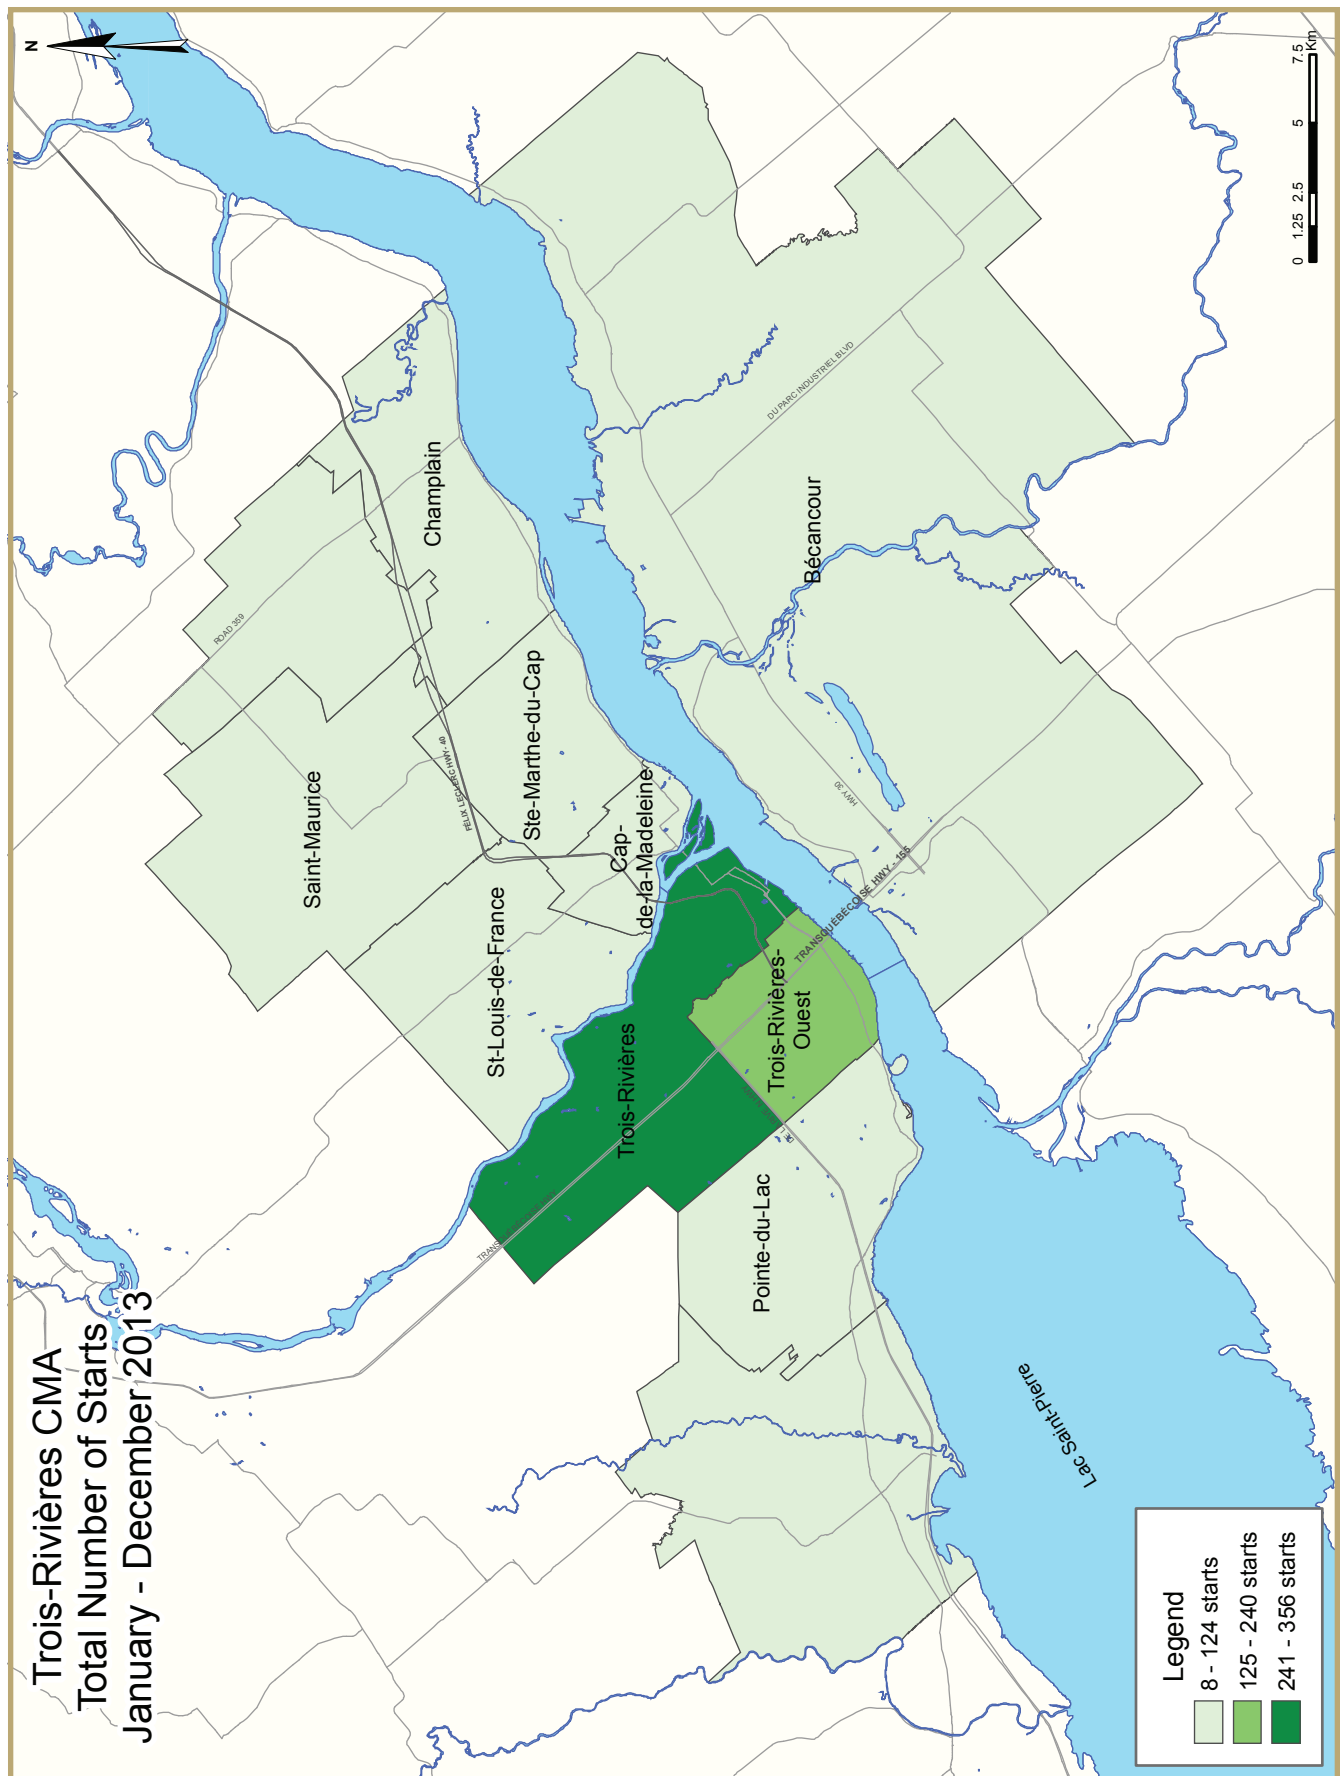 Trois-Rivières CMA
Total Number of Starts
January - December 2013
N
ROAD 359
Saint-Maurice
Champlain
FÉLIX LECLERC HWY - 40
St-Louis-de-France
Ste-Marthe-du-Cap
Cap-
de-la-Madeleine
Trois-Rivières
Trois-Rivières-
Ouest
TRANSQUÉBÉCOISE HWY - 155
HWY 30
Bécancour
DU PARC INDUSTRIEL BLVD
Pointe-du-Lac
Lac Saint-Pierre
Legend
8 - 124 starts
125 - 240 starts
241 - 356 starts
0 1.25 2.5 5 7.5
Km